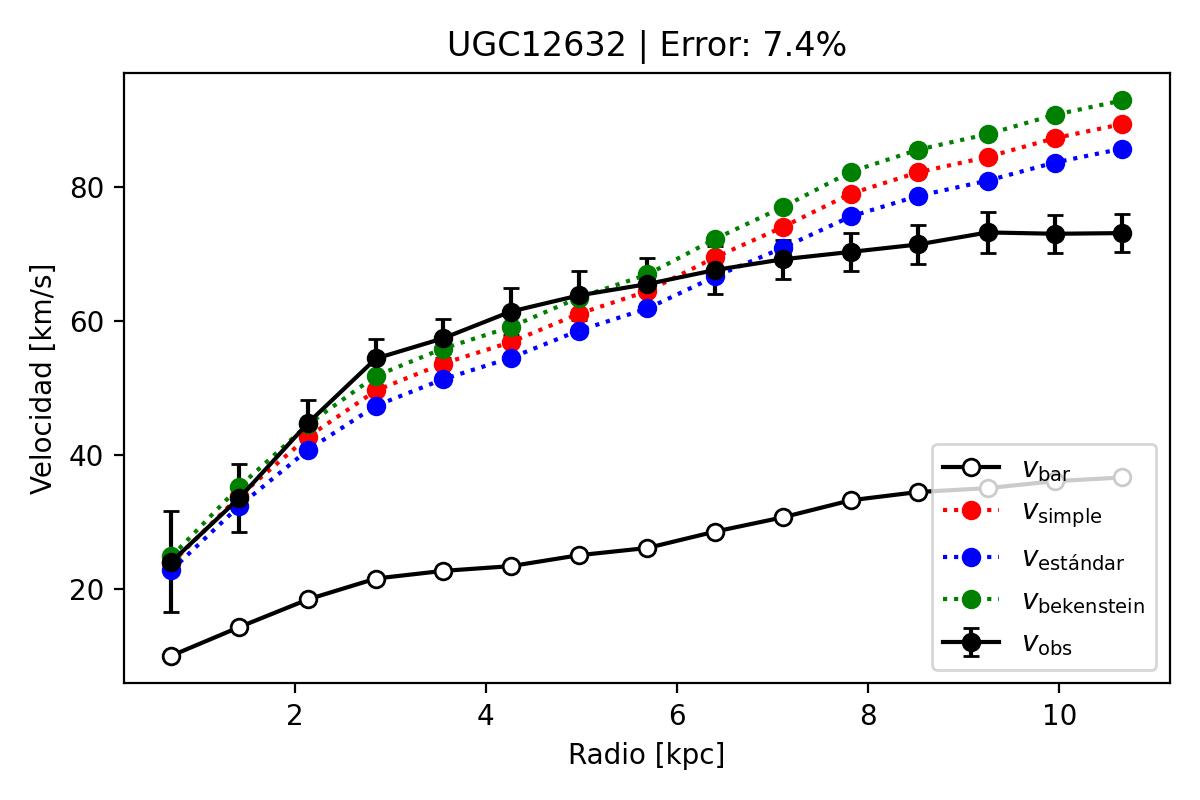 UGC12632 | Error: 7.4%
Velocidad [km/s]
80
60
40
20
v_bar
v_simple
v_estándar
v_bekenstein
v_obs
2 4 6 8 10
Radio [kpc]